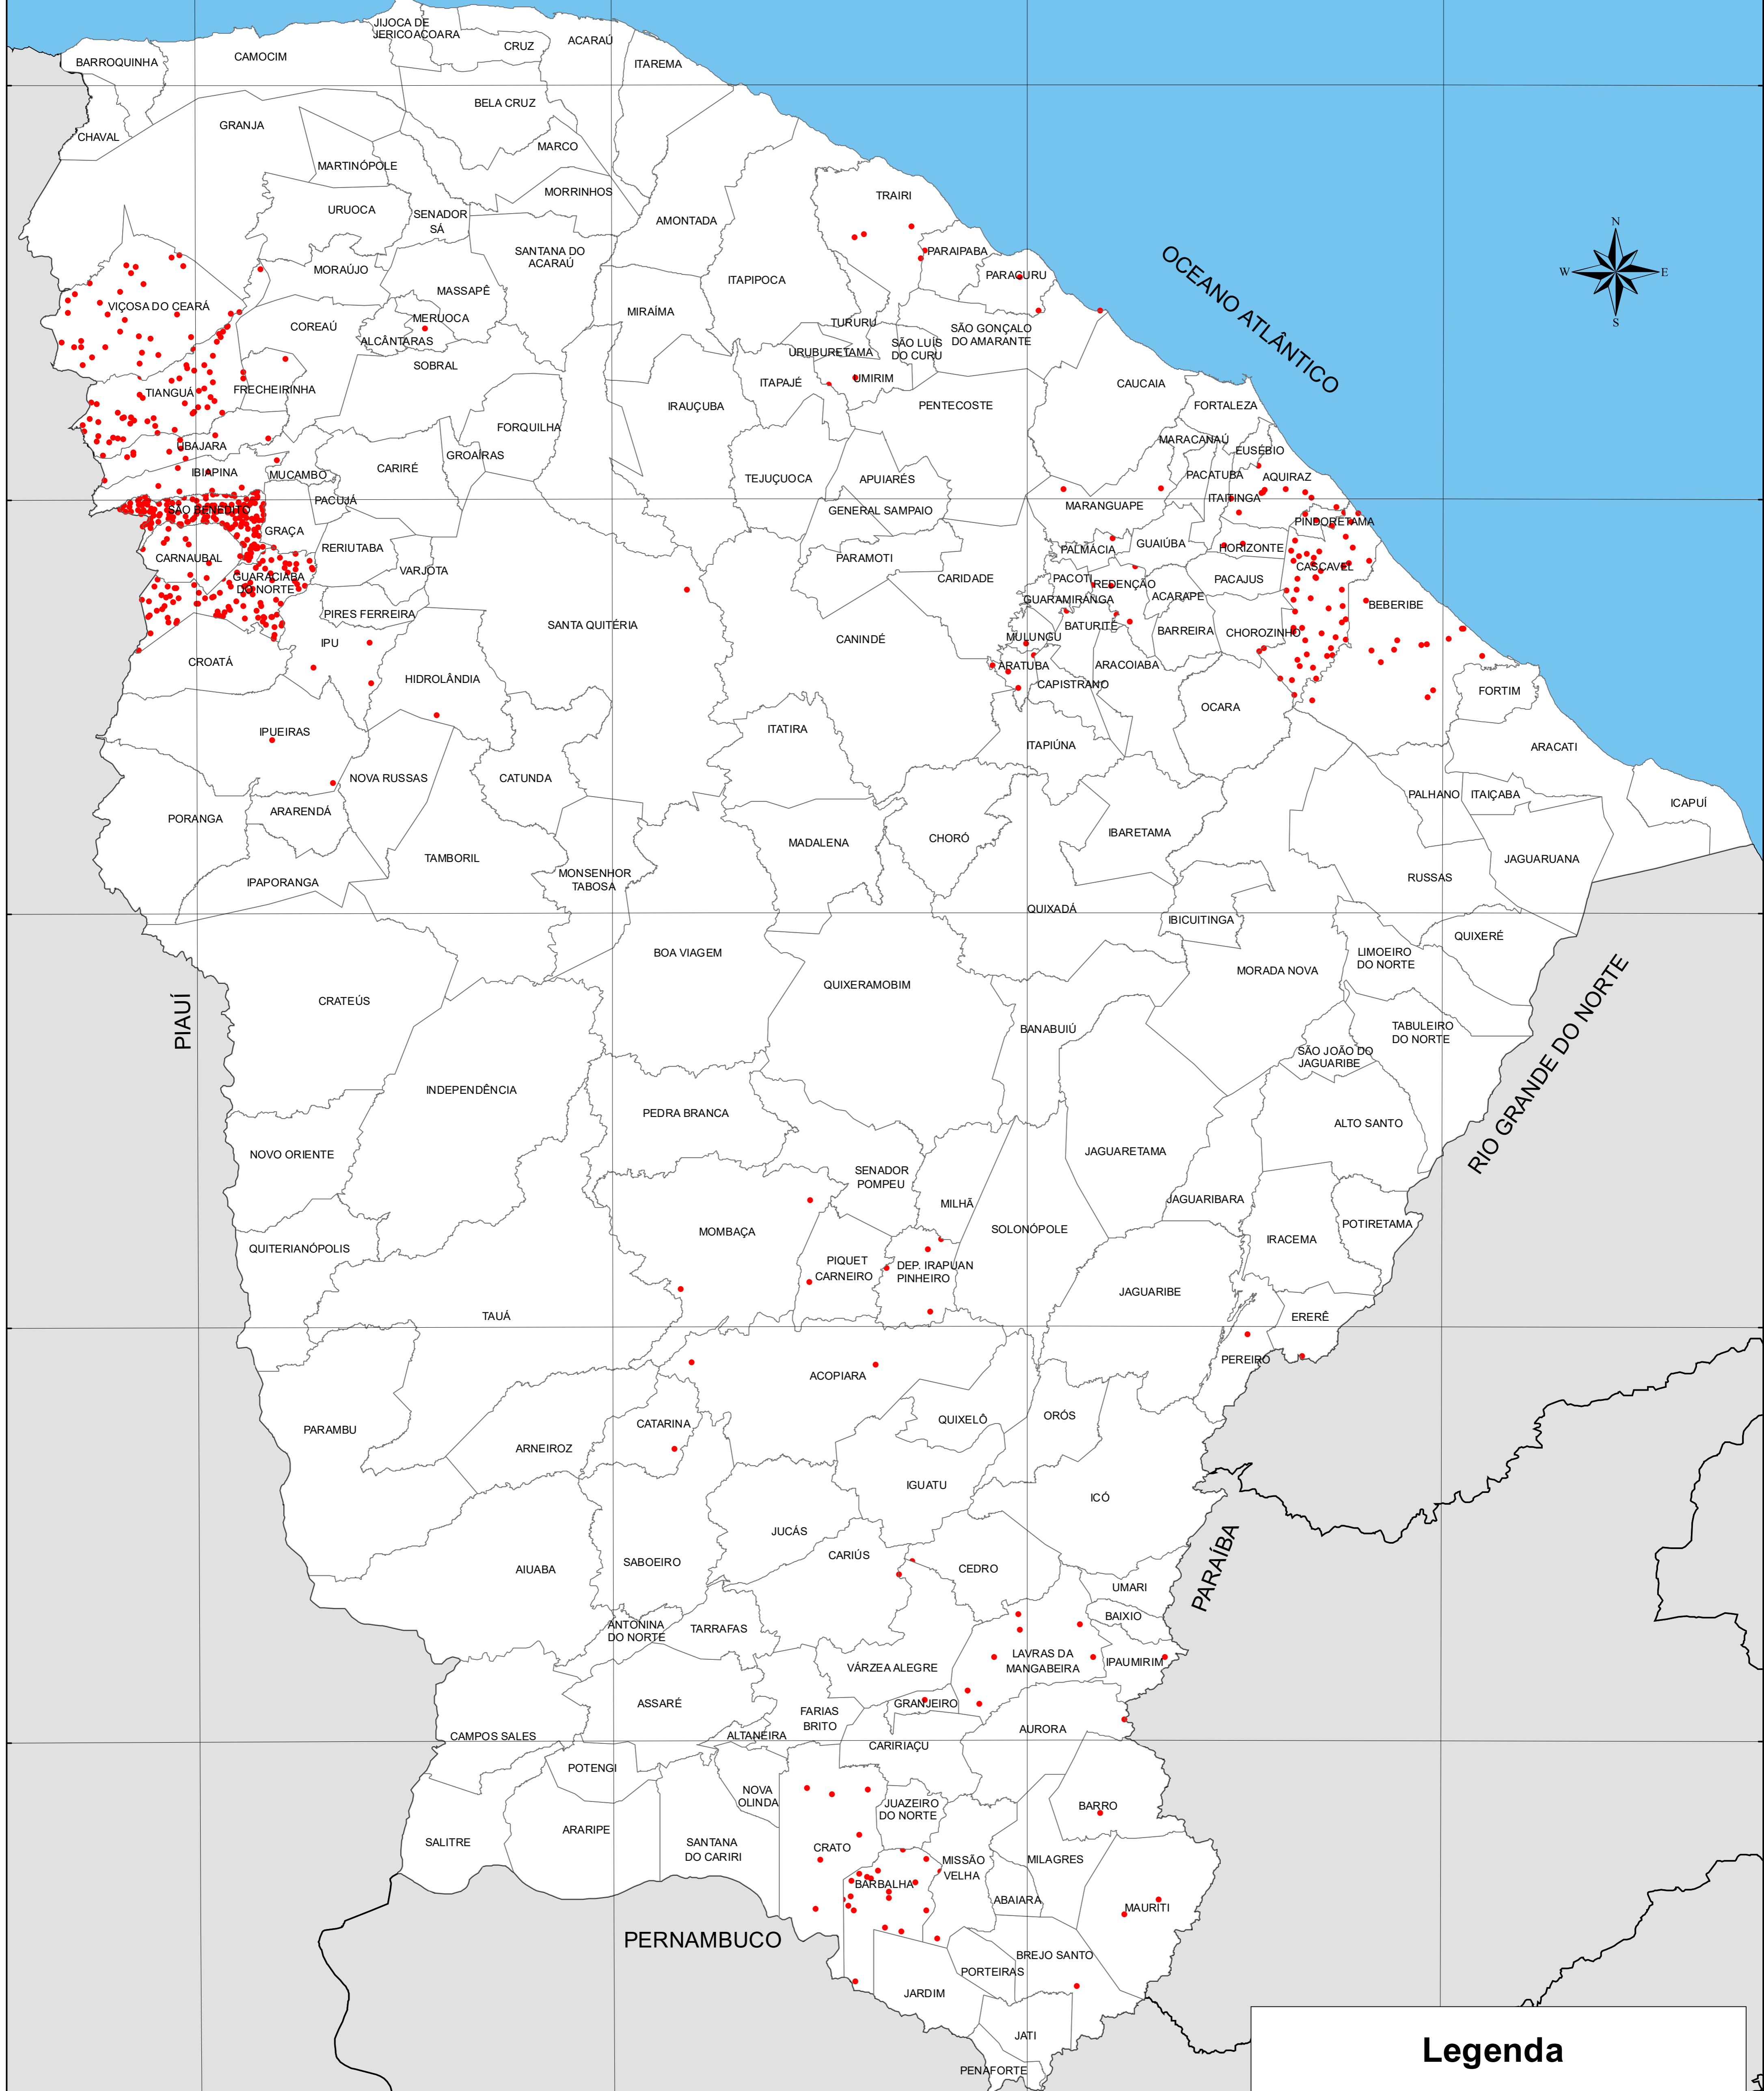 JIJOCA DE
JERICOACOARA
CRUZ
ACARAÚ
BARROQUINHA
CAMOCIM
ITAREMA
BELA CRUZ
GRANJA
CHAVAL
MARCO
MARTINÓPOLE
MORRINHOS
TRAIRI
URUOCA
SENADOR
SÁ
AMONTADA
N
SANTANA DO
ACARAÚ
PARAIPABA
OCEANO ATLÂNTICO
W
E
S
MORAÚJO
ITAPIPOCA
PARACURU
MASSAPÊ
VIÇOSA DO CEARÁ
MIRAÍMA
MERUOCA
COREAÚ
TURURU
SÃO GONÇALO
DO AMARANTE
ALCÂNTARAS
SÃO LUÍS
DO CURU
URUBURETAMA
SOBRAL
UMIRIM
ITAPAJÉ
CAUCAIA
TIANGUÁ
FRECHEIRINHA
IRAUÇUBA
PENTECOSTE
FORTALEZA
FORQUILHA
MARACANAÚ
UBAJARA
EUSÉBIO
GROAÍRAS
CARIRÉ
IBIAPINA
MUCAMBO
PACATUBA
AQUIRAZ
TEJUÇUOCA
APUIARÉS
PACUJÁ
ITAITINGA
MARANGUAPE
SÃO BENEDITO
GENERAL SAMPAIO
PINDORETAMA
GRAÇA
GUAIÚBA
RERIUTABA
PALMÁCIA
HORIZONTE
CARNAUBAL
PARAMOTI
CASCAVEL
VARJOTA
GUARACIABA
DO NORTE
CARIDADE
PACOTI
REDENÇÃO
PACAJUS
ACARAPE
GUARAMIRANGA
BEBERIBE
PIRES FERREIRA
SANTA QUITÉRIA
BATURITÉ
BARREIRA
CHOROZINHO
IPU
CANINDÉ
MULUNGU
CROATÁ
ARATUBA
ARACOIABA
HIDROLÂNDIA
CAPISTRANO
FORTIM
OCARA
IPUEIRAS
ITATIRA
ITAPIÚNA
ARACATI
NOVA RUSSAS
CATUNDA
PALHANO
ITAIÇABA
ICAPUÍ
ARARENDÁ
PORANGA
IBARETAMA
MADALENA
CHORÓ
TAMBORIL
JAGUARUANA
MONSENHOR
TABOSA
RUSSAS
IPAPORANGA
QUIXADÁ
IBICUITINGA
QUIXERÉ
BOA VIAGEM
LIMOEIRO
DO NORTE
MORADA NOVA
QUIXERAMOBIM
CRATEÚS
PIAUÍ
BANABUIÚ
TABULEIRO
DO NORTE
SÃO JOÃO DO
JAGUARIBE
RIO GRANDE DO NORTE
INDEPENDÊNCIA
PEDRA BRANCA
ALTO SANTO
NOVO ORIENTE
JAGUARETAMA
SENADOR
POMPEU
JAGUARIBARA
MILHÃ
POTIRETAMA
MOMBAÇA
SOLONÓPOLE
IRACEMA
QUITERIANÓPOLIS
PIQUET
CARNEIRO
DEP. IRAPUAN
PINHEIRO
JAGUARIBE
TAUÁ
ERERÊ
PEREIRO
ACOPIARA
ORÓS
QUIXELÔ
CATARINA
PARAMBU
ARNEIROZ
IGUATU
ICÓ
JUCÁS
PARAÍBA
CARIÚS
SABOEIRO
AIUABA
CEDRO
UMARI
BAIXIO
ANTONINA
DO NORTE
TARRAFAS
LAVRAS DA
MANGABEIRA
IPAUMIRIM
VÁRZEA ALEGRE
ASSARÉ
GRANJEIRO
FARIAS
BRITO
AURORA
CAMPOS SALES
ALTANEIRA
CARIRIAÇU
POTENGI
NOVA
OLINDA
JUAZEIRO
DO NORTE
BARRO
ARARIPE
SALITRE
SANTANA
DO CARIRI
CRATO
MISSÃO
VELHA
MILAGRES
BARBALHA
ABAIARA
MAURITI
PERNAMBUCO
BREJO SANTO
PORTEIRAS
JARDIM
JATI
Legenda
PENAFORTE